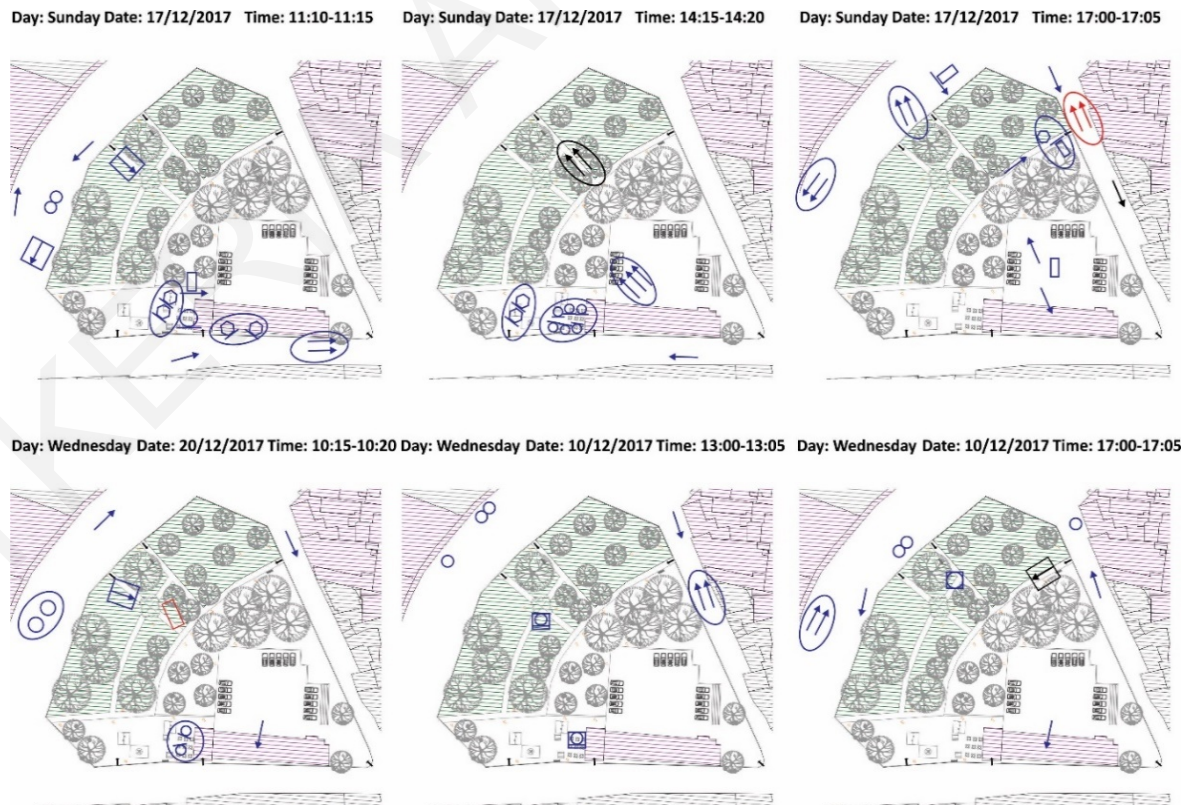 Day: Sunday Date: 17/12/2017 Time: 11:10-11:15
Day: Sunday Date: 17/12/2017 Time: 14:15-14:20
Day: Sunday Date: 17/12/2017 Time: 17:00-17:05
Day: Wednesday Date: 20/12/2017 Time: 10:15-10:20
Day: Wednesday Date: 10/12/2017 Time: 13:00-13:05
Day: Wednesday Date: 10/12/2017 Time: 17:00-17:05